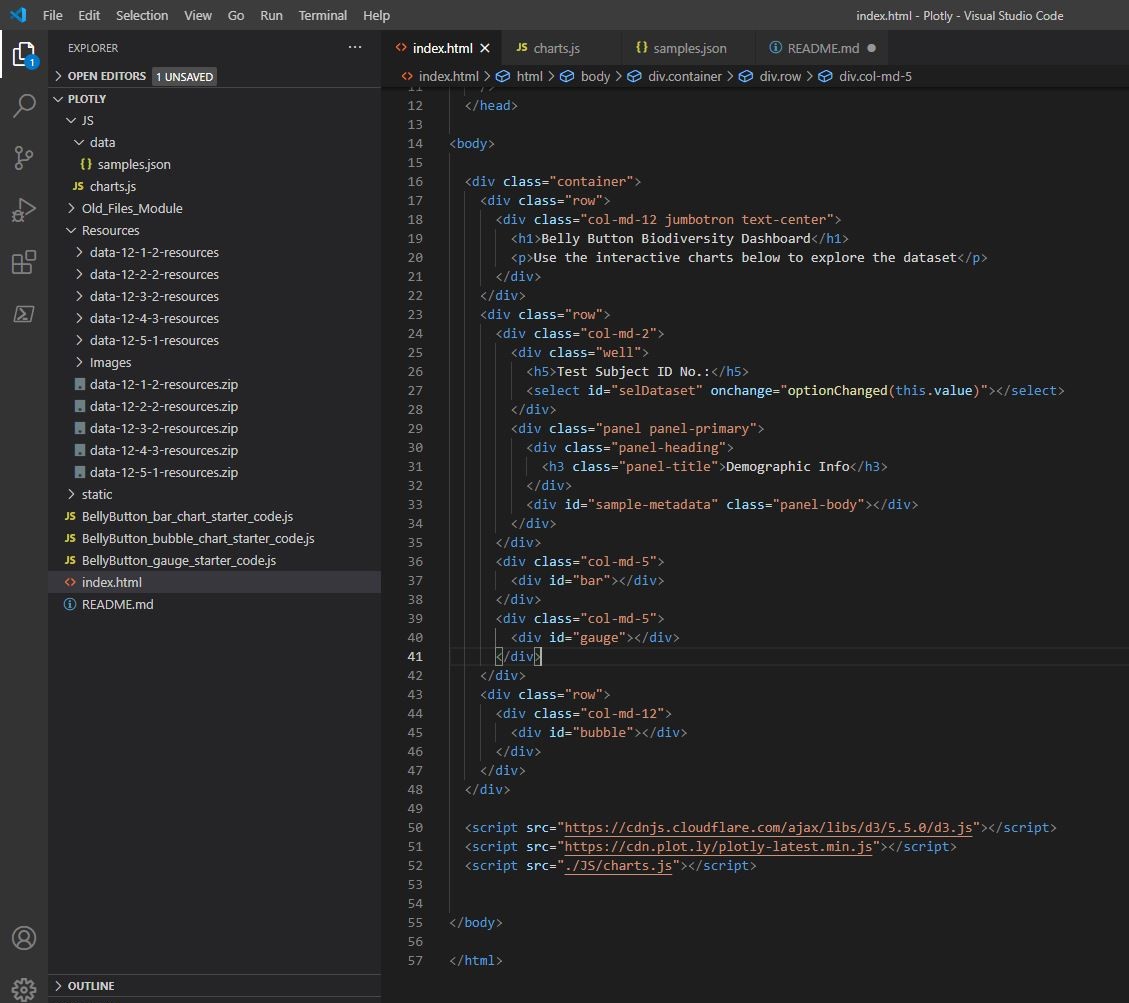 File Edit Selection View Go Run Terminal Help index.html - Plotly - Visual Studio Code
EXPLORER ···
1
OPEN EDITORS 1 UNSAVED
PLOTLY
JS
data
{} samples.json
JS charts.js
Old_Files_Module
Resources
data-12-1-2-resources
data-12-2-2-resources
data-12-3-2-resources
data-12-4-3-resources
data-12-5-1-resources
Images
data-12-1-2-resources.zip
data-12-2-2-resources.zip
data-12-3-2-resources.zip
data-12-4-3-resources.zip
data-12-5-1-resources.zip
static
JS BellyButton_bar_chart_starter_code.js
JS BellyButton_bubble_chart_starter_code.js
JS BellyButton_gauge_starter_code.js
<> index.html
README.md
OUTLINE
<> index.html JS charts.js {} samples.json README.md
<> index.html > html > body > div.container > div.row > div.col-md-5
11 />
12 </head>
13
14 <body>
15
16 <div class="container">
17 <div class="row">
18 <div class="col-md-12 jumbotron text-center">
19 <h1>Belly Button Biodiversity Dashboard</h1>
20 <p>Use the interactive charts below to explore the dataset</p>
21 </div>
22 </div>
23 <div class="row">
24 <div class="col-md-2">
25 <div class="well">
26 <h5>Test Subject ID No.:</h5>
27 <select id="selDataset" onchange="optionChanged(this.value)"></select>
28 </div>
29 <div class="panel panel-primary">
30 <div class="panel-heading">
31 <h3 class="panel-title">Demographic Info</h3>
32 </div>
33 <div id="sample-metadata" class="panel-body"></div>
34 </div>
35 </div>
36 <div class="col-md-5">
37 <div id="bar"></div>
38 </div>
39 <div class="col-md-5">
40 <div id="gauge"></div>
41 </div>
42 </div>
43 <div class="row">
44 <div class="col-md-12">
45 <div id="bubble"></div>
46 </div>
47 </div>
48 </div>
49
50 <script src="https://cdnjs.cloudflare.com/ajax/libs/d3/5.5.0/d3.js"></script>
51 <script src="https://cdn.plot.ly/plotly-latest.min.js"></script>
52 <script src="./JS/charts.js"></script>
53
54
55 </body>
56
57 </html>